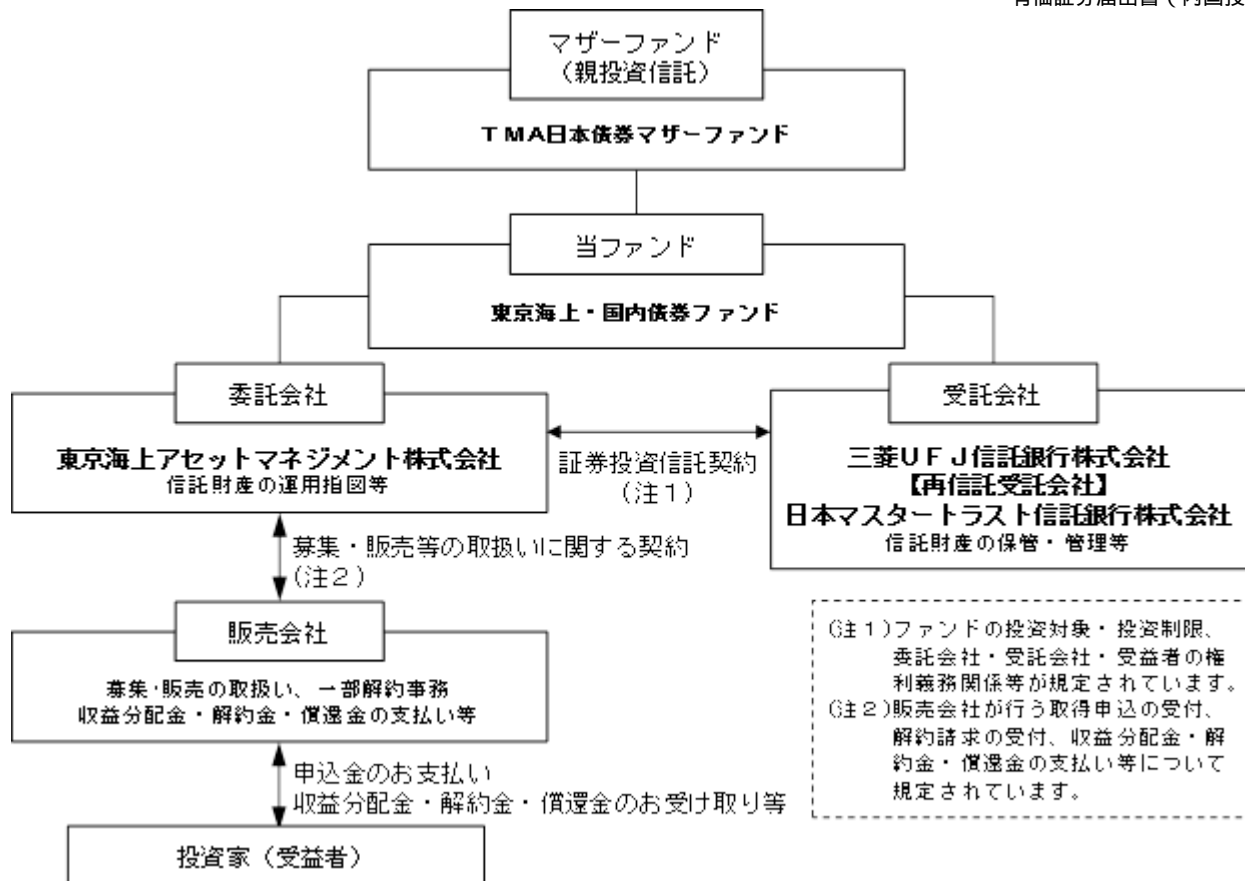 有価証券届出書（内国投
マザーファンド
（親投資信託）
ＴＭＡ日本債券マザーファンド
当ファンド
東京海上・国内債券ファンド
委託会社
東京海上アセットマネジメント株式会社
信託財産の運用指図等
証券投資信託契約
（注１）
受託会社
三菱ＵＦＪ信託銀行株式会社
【再信託受託会社】
日本マスタートラスト信託銀行株式会社
信託財産の保管・管理等
募集・販売等の取扱いに関する契約
（注２）
販売会社
募集・販売の取扱い、一部解約事務
収益分配金・解約金・償還金の支払い等
申込金のお支払い
収益分配金・解約金・償還金のお受け取り等
投資家（受益者）
（注１）ファンドの投資対象・投資制限、
委託会社・受託会社・受益者の権
利義務関係等が規定されています。
（注２）販売会社が行う取得申込の受付、
解約請求の受付、収益分配金・解
約金・償還金の支払い等について
規定されています。